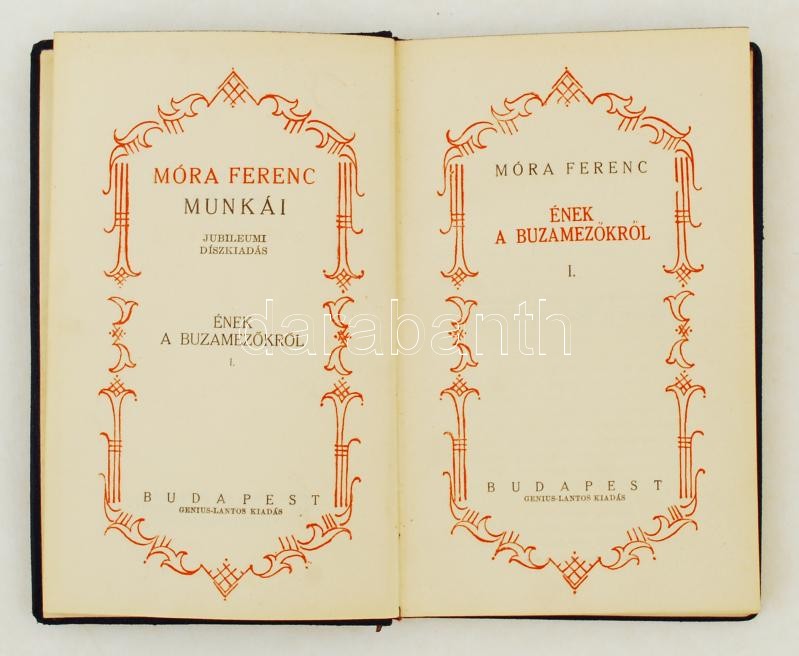 MÓRA FERENC
MUNKÁI
JUBILEUMI
DÍSZKIADÁS
ÉNEK
A BUZAMEZŐKRŐL
I.
BUDAPEST
GENIUS-LANTOS KIADÁS
MÓRA FERENC
ÉNEK
A BUZAMEZŐKRŐL
I.
BUDAPEST
GENIUS-LANTOS KIADÁS
darabanth